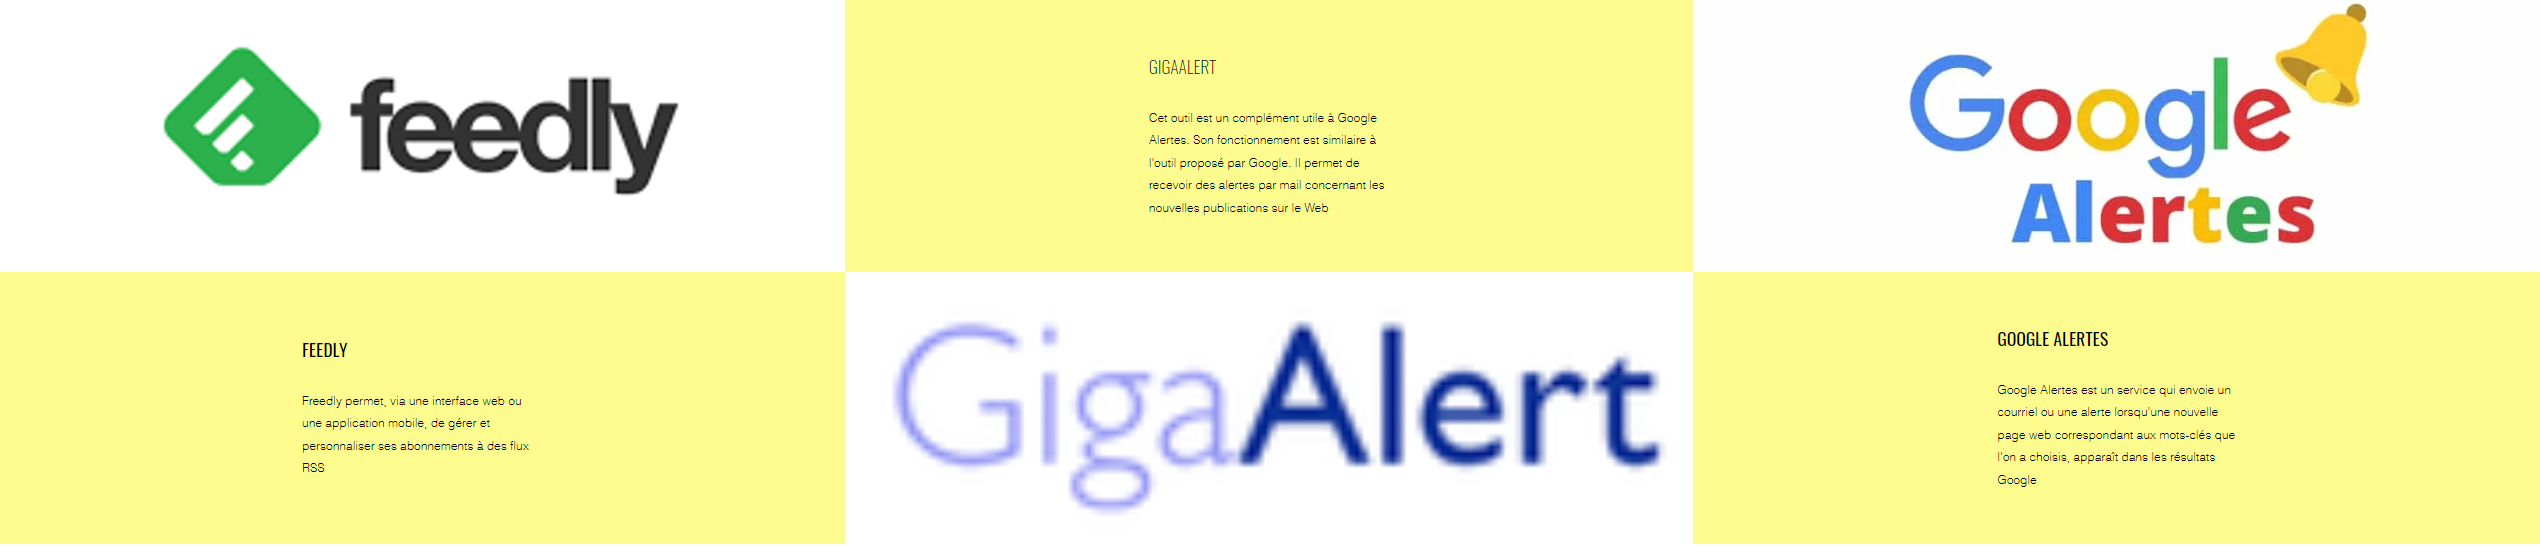 feedly
GIGAALERT
Cet outil est un complément utile à Google
Alertes. Son fonctionnement est similaire à
l'outil proposé par Google. Il permet de
recevoir des alertes par mail concernant les
nouvelles publications sur le Web
Google
Alertes
FEEDLY
Freedly permet, via une interface web ou
une application mobile, de gérer et
personnaliser ses abonnements à des flux
RSS
GigaAlert
GOOGLE ALERTES
Google Alertes est un service qui envoie un
courriel ou une alerte lorsqu'une nouvelle
page web correspondant aux mots-clés que
l'on a choisis, apparaît dans les résultats
Google